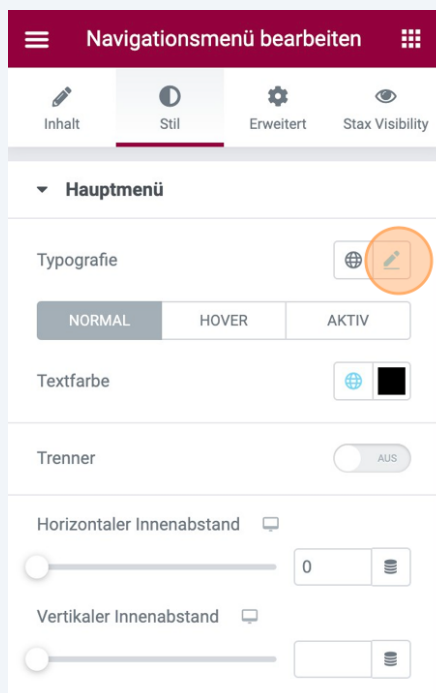 Navigationsmenü bearbeiten
Inhalt Stil Erweitert Stax Visibility
Hauptmenü
Typografie
NORMAL HOVER AKTIV
Textfarbe
Trenner AUS
Horizontaler Innenabstand
0
Vertikaler Innenabstand